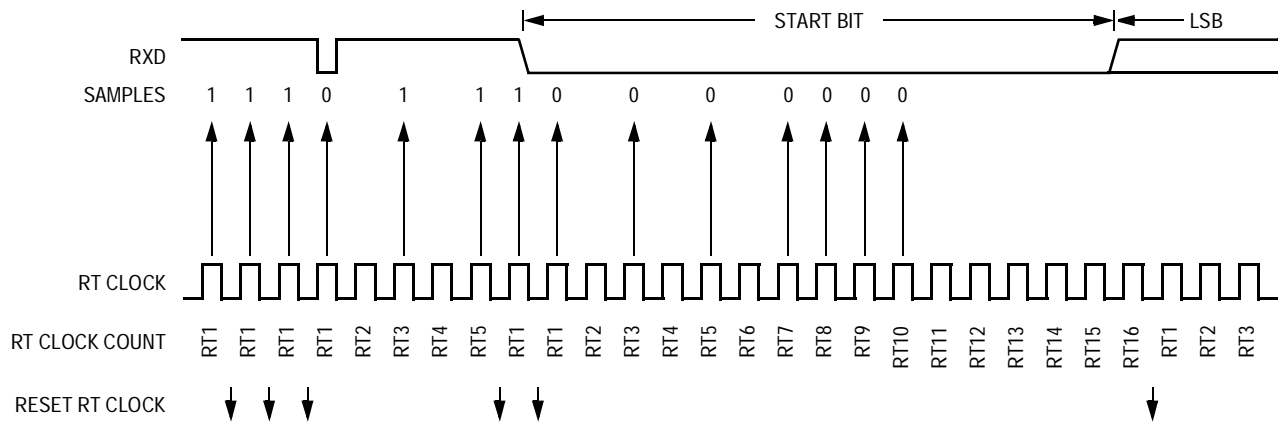 START BIT LSB
RXD
SAMPLES 1 1 1 0 1 1 1 0 0 0 0 0 0 0
RT CLOCK
RT CLOCK COUNT RT1 RT1 RT1 RT1 RT2 RT3 RT4 RT5 RT1 RT1 RT2 RT3 RT4 RT5 RT6 RT7 RT8 RT9 RT10 RT11 RT12 RT13 RT14 RT15 RT16 RT1 RT2 RT3
RESET RT CLOCK